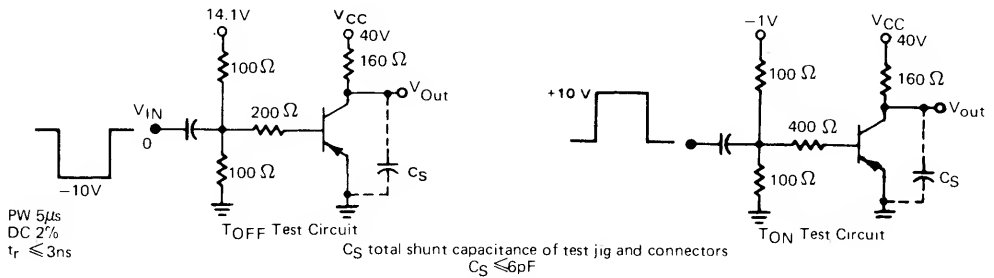 14.1V
VCC
40V
100 Ω
160 Ω
VOut
VIN
0
200 Ω
100 Ω
CS
−10V
PW 5μs
DC 2%
tr ≤3ns
TOFF Test Circuit
−1V
VCC
40V
100 Ω
160 Ω
+10 V
Vout
400 Ω
100 Ω
CS
TON Test Circuit
CS total shunt capacitance of test jig and connectors
CS ≤6pF